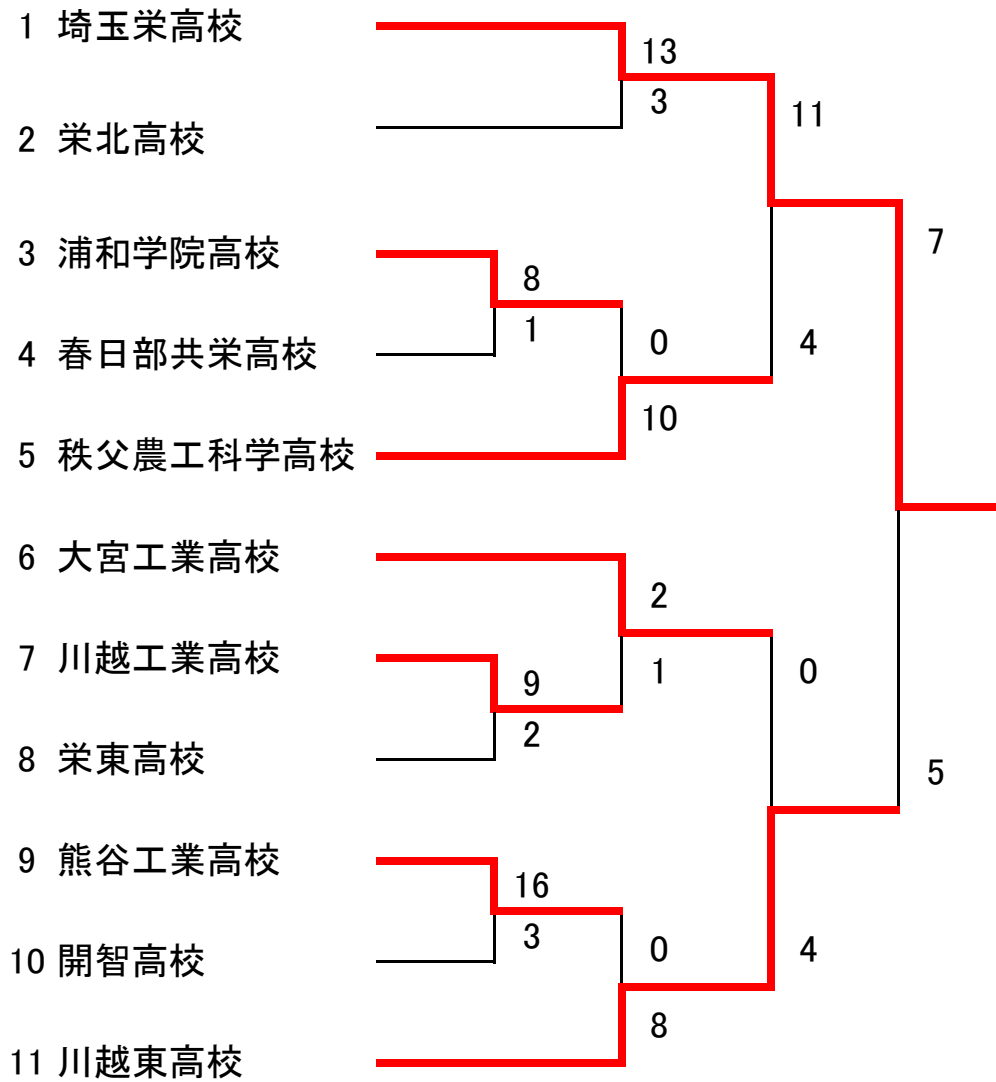 1 埼玉栄高校
13
3
11
2 栄北高校
7
3 浦和学院高校
8
1
0
4
4 春日部共栄高校
10
5 秩父農工科学高校
6 大宮工業高校
2
7 川越工業高校
9
1
0
2
8 栄東高校
5
9 熊谷工業高校
16
3
0
4
10 開智高校
8
11 川越東高校